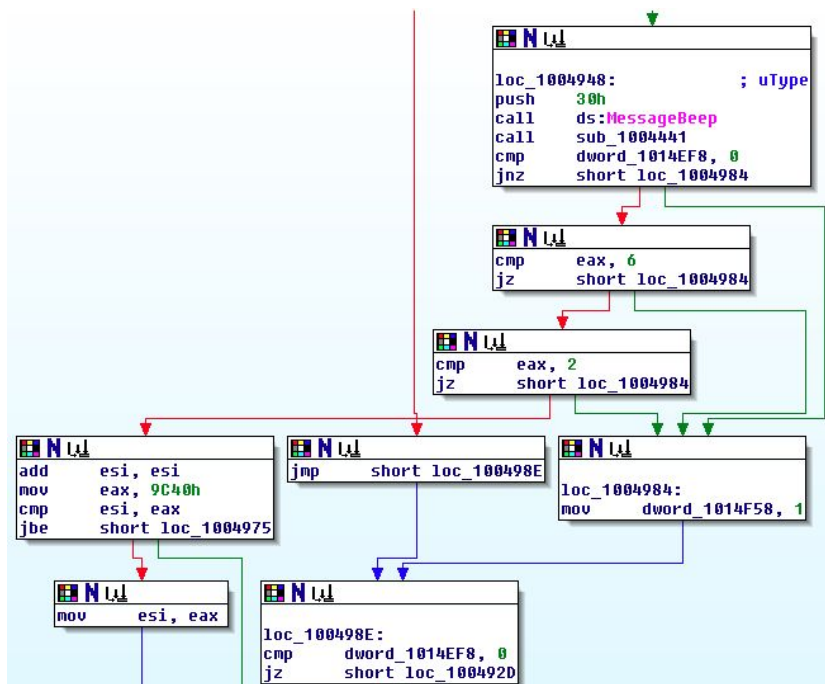 loc_1004948: ; uType
push 30h
call ds:MessageBeep
call sub_1004441
cmp dword_1014EF8, 0
jnz short loc_1004984
cmp eax, 6
jz short loc_1004984
cmp eax, 2
jz short loc_1004984
add esi, esi
mov eax, 9C40h
cmp esi, eax
jbe short loc_1004975
jmp short loc_100498E
loc_1004984:
mov dword_1014F58, 1
mov esi, eax
loc_100498E:
cmp dword_1014EF8, 0
jz short loc_100492D